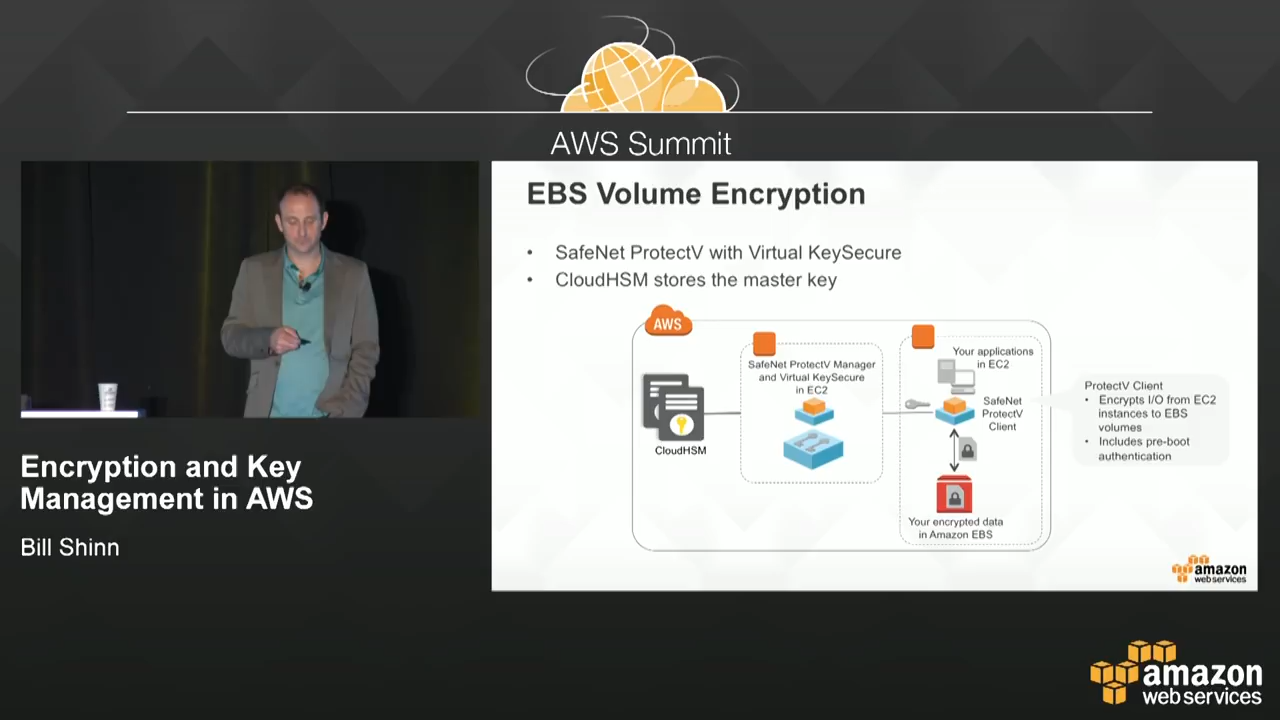 AWS Summit
EBS Volume Encryption
• SafeNet ProtectV with Virtual KeySecure
• CloudHSM stores the master key
AWS
SafeNet ProtectV Manager
and Virtual KeySecure
in EC2
CloudHSM
Your applications
in EC2
SafeNet
ProtectV
Client
Your encrypted data
in Amazon EBS
ProtectV Client
• Encrypts I/O from EC2
instances to EBS
volumes
• Includes pre-boot
authentication
amazon
web services
Encryption and Key
Management in AWS
Bill Shinn
amazon
web services